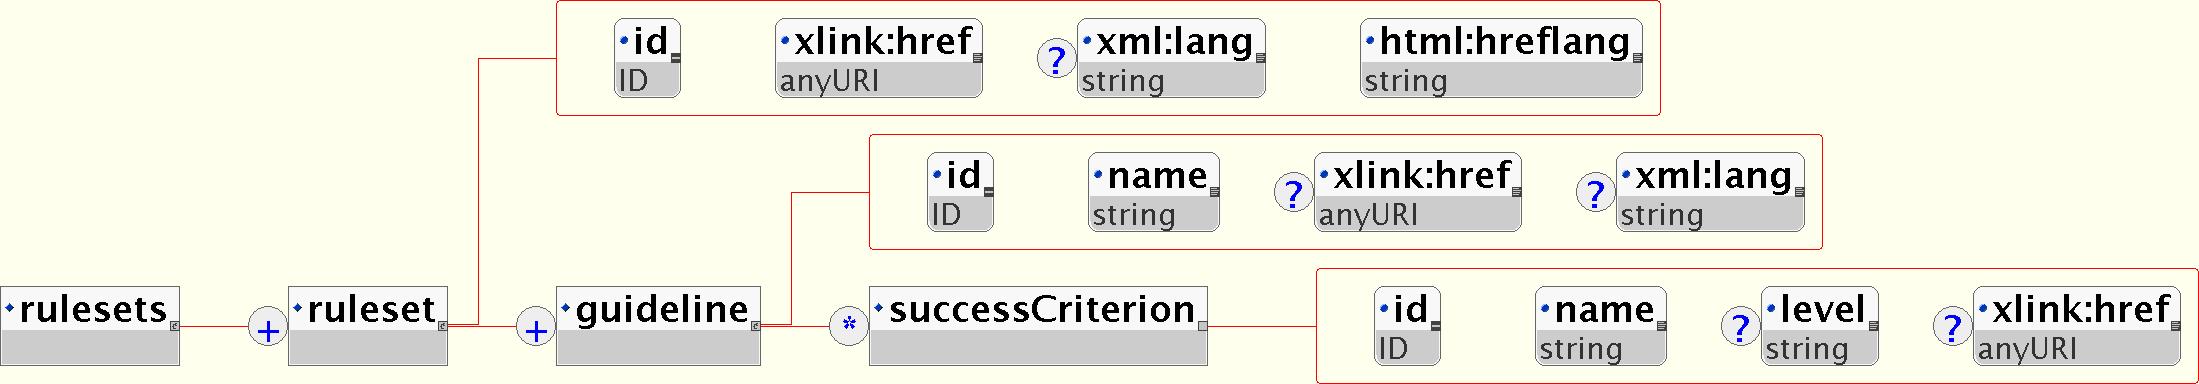 id xlink:href ? xml:lang html:hreflang
ID anyURI string string
id name ? xlink:href ? xml:lang
ID string anyURI string
rulesets + ruleset + guideline * successCriterion id name ? level ? xlink:href
ID string string anyURI